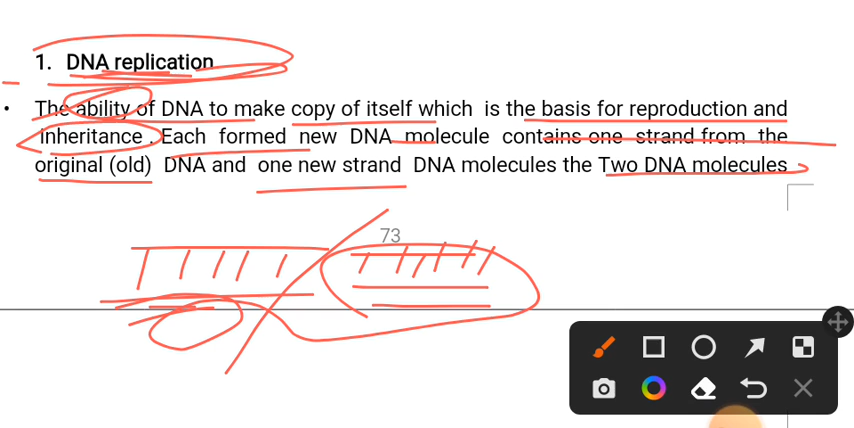 1. DNA replication
• The ability of DNA to make copy of itself which is the basis for reproduction and
inheritance . Each formed new DNA molecule contains one strand from the
original (old) DNA and one new strand DNA molecules the Two DNA molecules
73